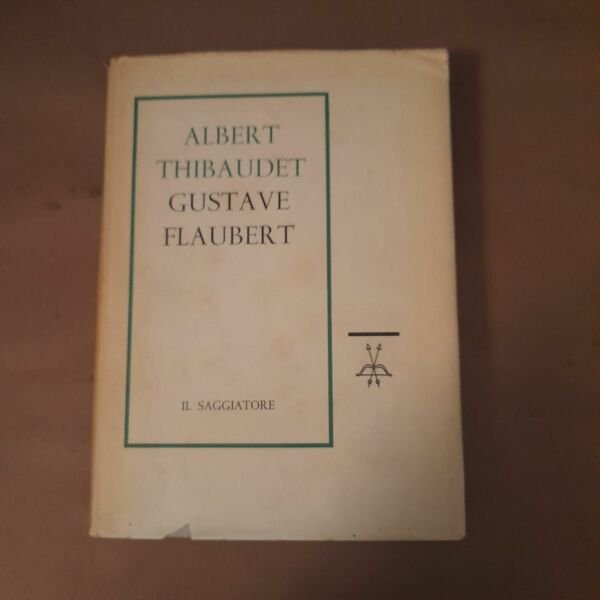 ALBERT
THIBAUDET
GUSTAVE
FLAUBERT
IL SAGGIATORE